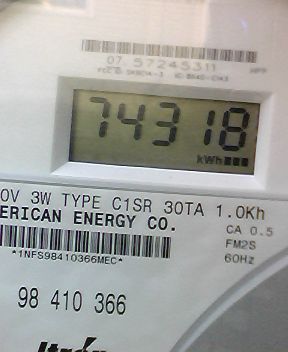 07 57245311
74318
kWh
0V 3W TYPE C1SR 30TA 1.0Kh
ERICAN ENERGY CO.
CA 0.5
FM2S
60Hz
*1NFS98410366MEC*
98 410 366
Itrón